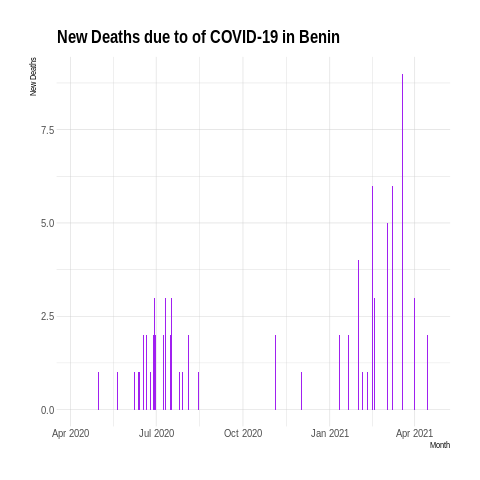 New Deaths due to of COVID-19 in Benin
New Deaths
7.5
5.0
2.5
0.0
Apr 2020 Jul 2020 Oct 2020 Jan 2021 Apr 2021
Month